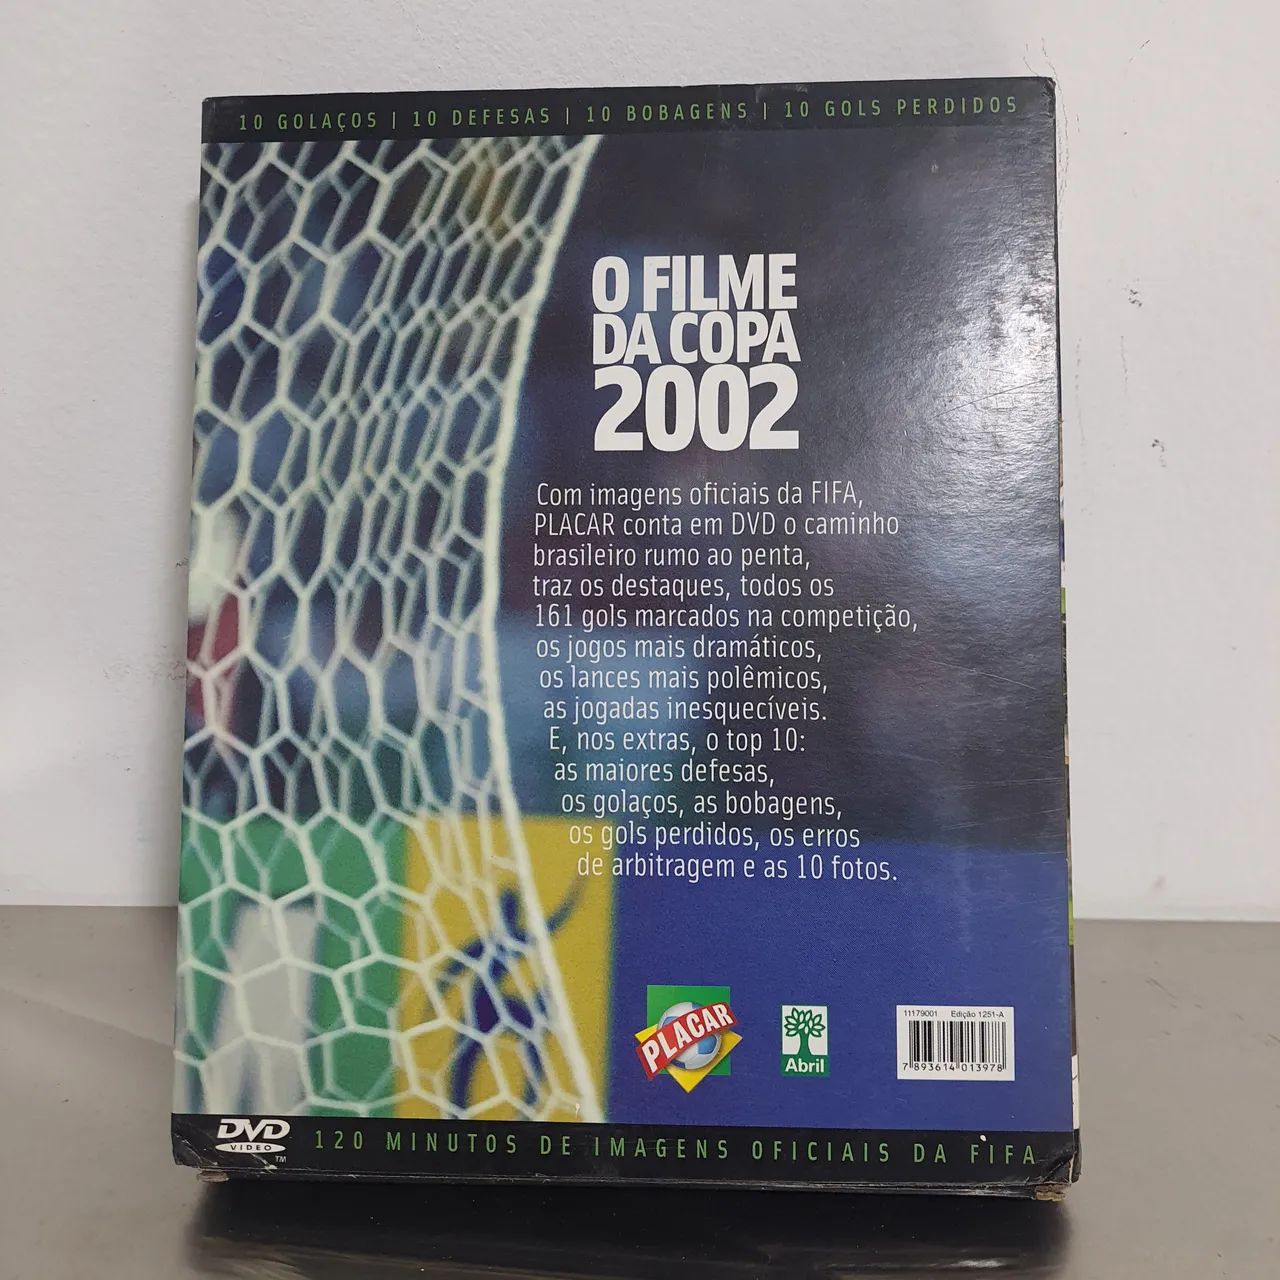 10 GOLAÇOS | 10 DEFESAS | 10 BOBAGENS | 10 GOLS PERDIDOS
O FILME
DA COPA
2002
Com imagens oficiais da FIFA,
PLACAR conta em DVD o caminho
brasileiro rumo ao penta,
traz os destaques, todos os
161 gols marcados na competição,
os jogos mais dramáticos,
os lances mais polêmicos,
as jogadas inesquecíveis.
E, nos extras, o top 10:
as maiores defesas,
os golaços, as bobagens,
os gols perdidos, os erros
de arbitragem e as 10 fotos.
PLACAR
Abril
11179001 Edição 1251-A
7 893614 013978
DVD
VIDEO
TM
120 MINUTOS DE IMAGENS OFICIAIS DA FIFA